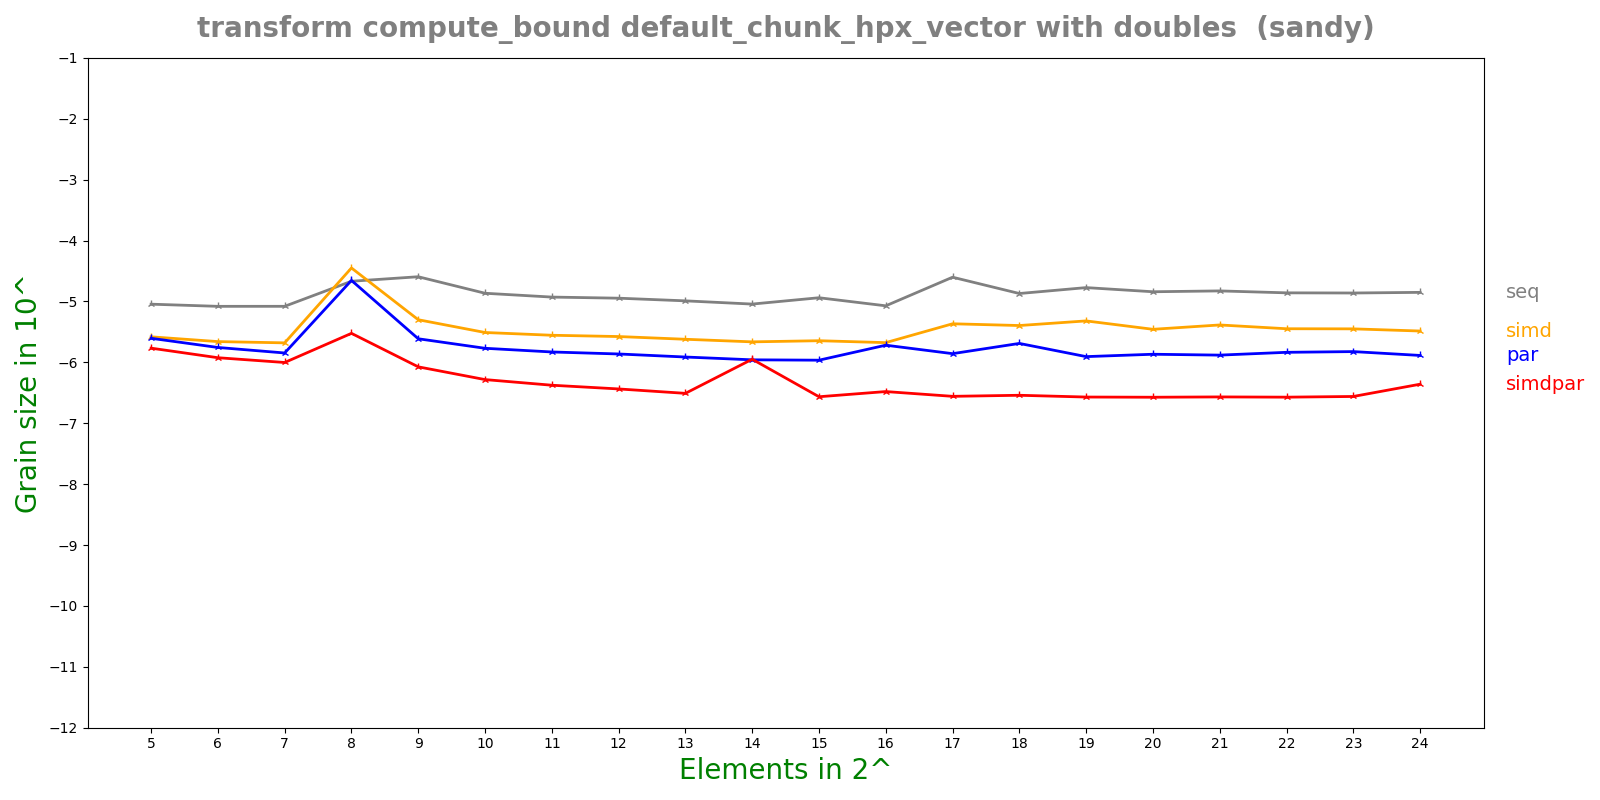 transform compute_bound default_chunk_hpx_vector with doubles  (sandy)
Grain size in 10^
−1
−2
−3
−4
−5
−6
−7
−8
−9
−10
−11
−12
seq
simd
par
simdpar
5 6 7 8 9 10 11 12 13 14 15 16 17 18 19 20 21 22 23 24
Elements in 2^